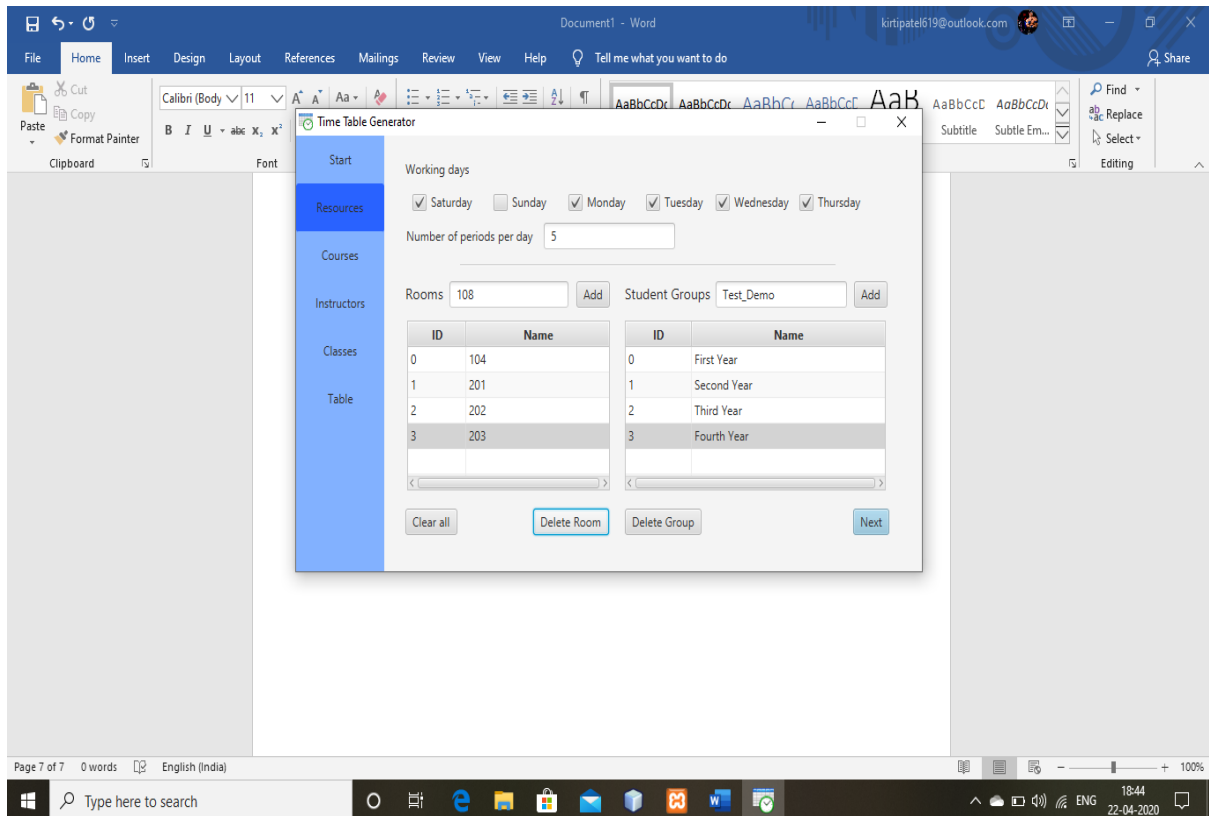 Document1 - Word
kirtipatel619@outlook.com
File Home Insert Design Layout References Mailings Review View Help Tell me what you want to do Share
Paste
Cut
Copy
Format Painter
Clipboard
Calibri (Body 11 A A Aa
B I U abc X₂ X²
Font
AaBbCcDc AaBbCcDc AaBbCc AaBbCcD AaB AaBbCcD AaBbCcDc
Subtitle Subtle Em...
Find
Replace
Select
Editing
Time Table Generator
Start
Resources
Courses
Instructors
Classes
Table
Working days
Saturday Sunday Monday Tuesday Wednesday Thursday
Number of periods per day 5
Rooms 108 Add Student Groups Test_Demo Add
ID Name ID Name
0 104 0 First Year
1 201 1 Second Year
2 202 2 Third Year
3 203 3 Fourth Year
Clear all Delete Room Delete Group Next
Page 7 of 7 0 words English (India) 100%
Type here to search
ENG
18:44
22-04-2020